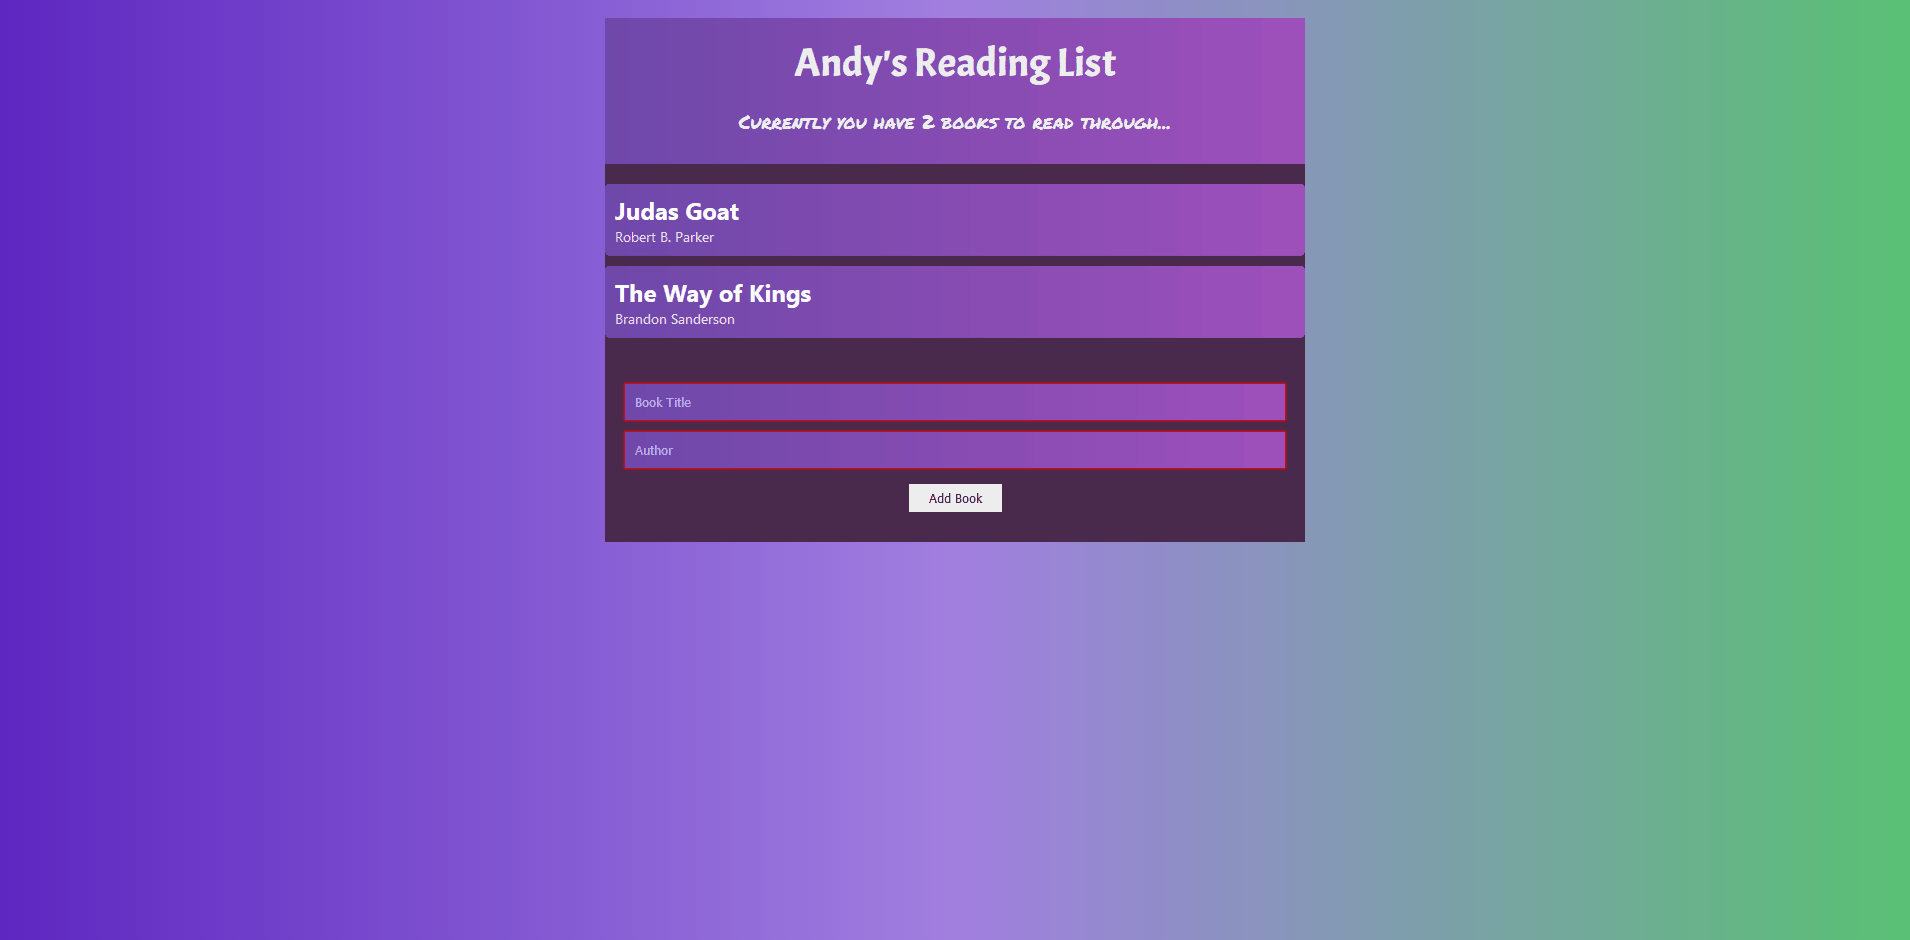 Andy's Reading List
Currently you have 2 books to read through...
Judas Goat
Robert B. Parker
The Way of Kings
Brandon Sanderson
Book Title
Author
Add Book